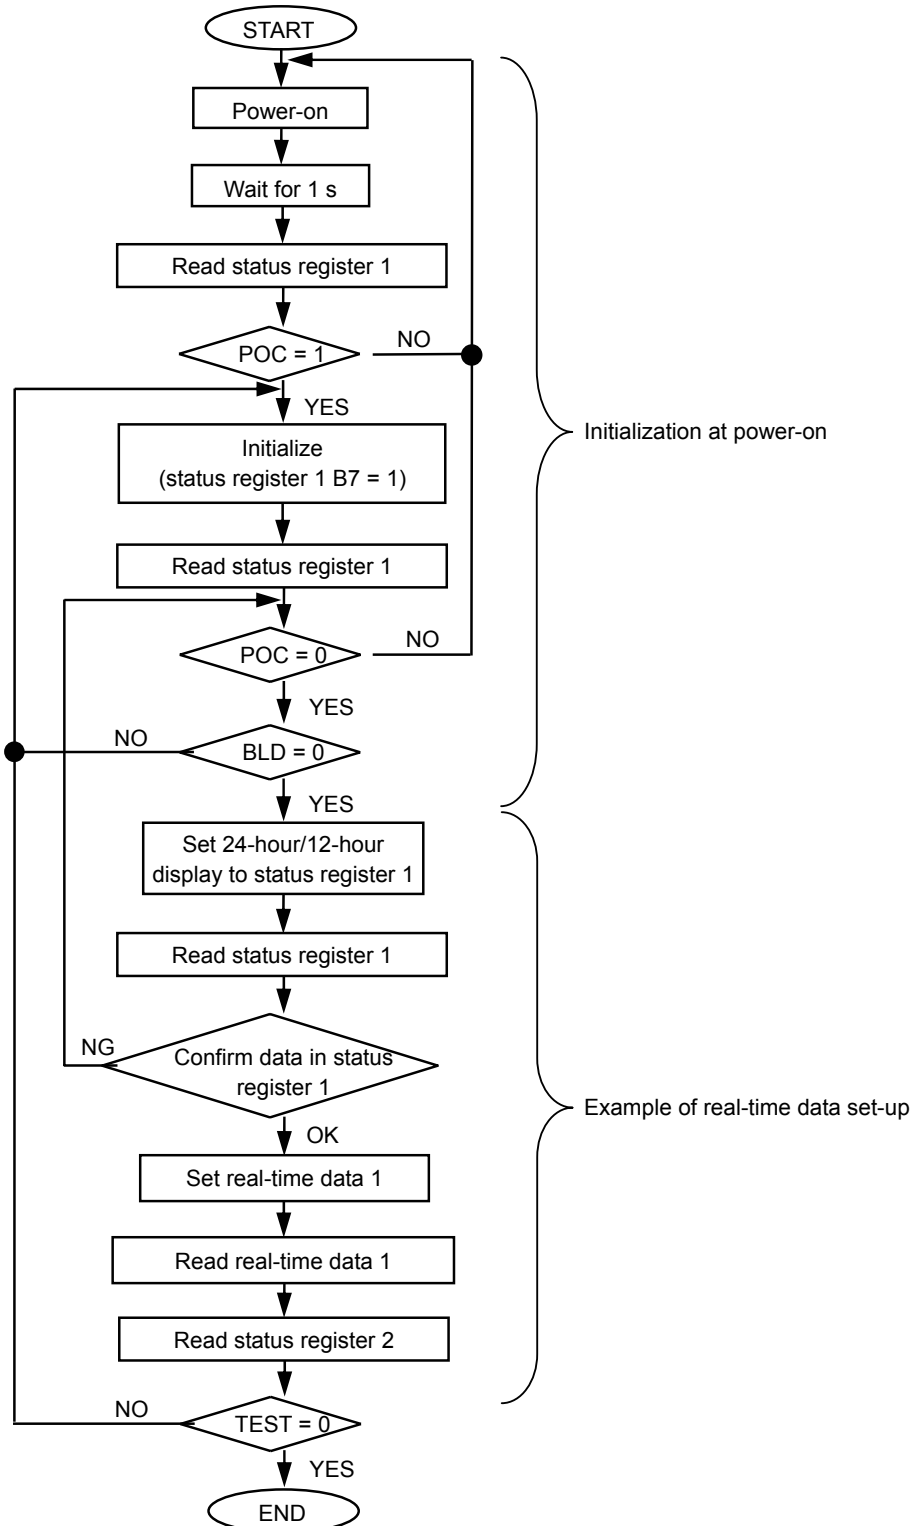 START
Power-on
Wait for 1 s
Read status register 1
POC = 1
NO
YES
Initialize
(status register 1 B7 = 1)
Initialization at power-on
Read status register 1
POC = 0
NO
YES
BLD = 0
NO
YES
Set 24-hour/12-hour
display to status register 1
Read status register 1
NG
Confirm data in status
register 1
Example of real-time data set-up
OK
Set real-time data 1
Read real-time data 1
Read status register 2
NO
TEST = 0
YES
END